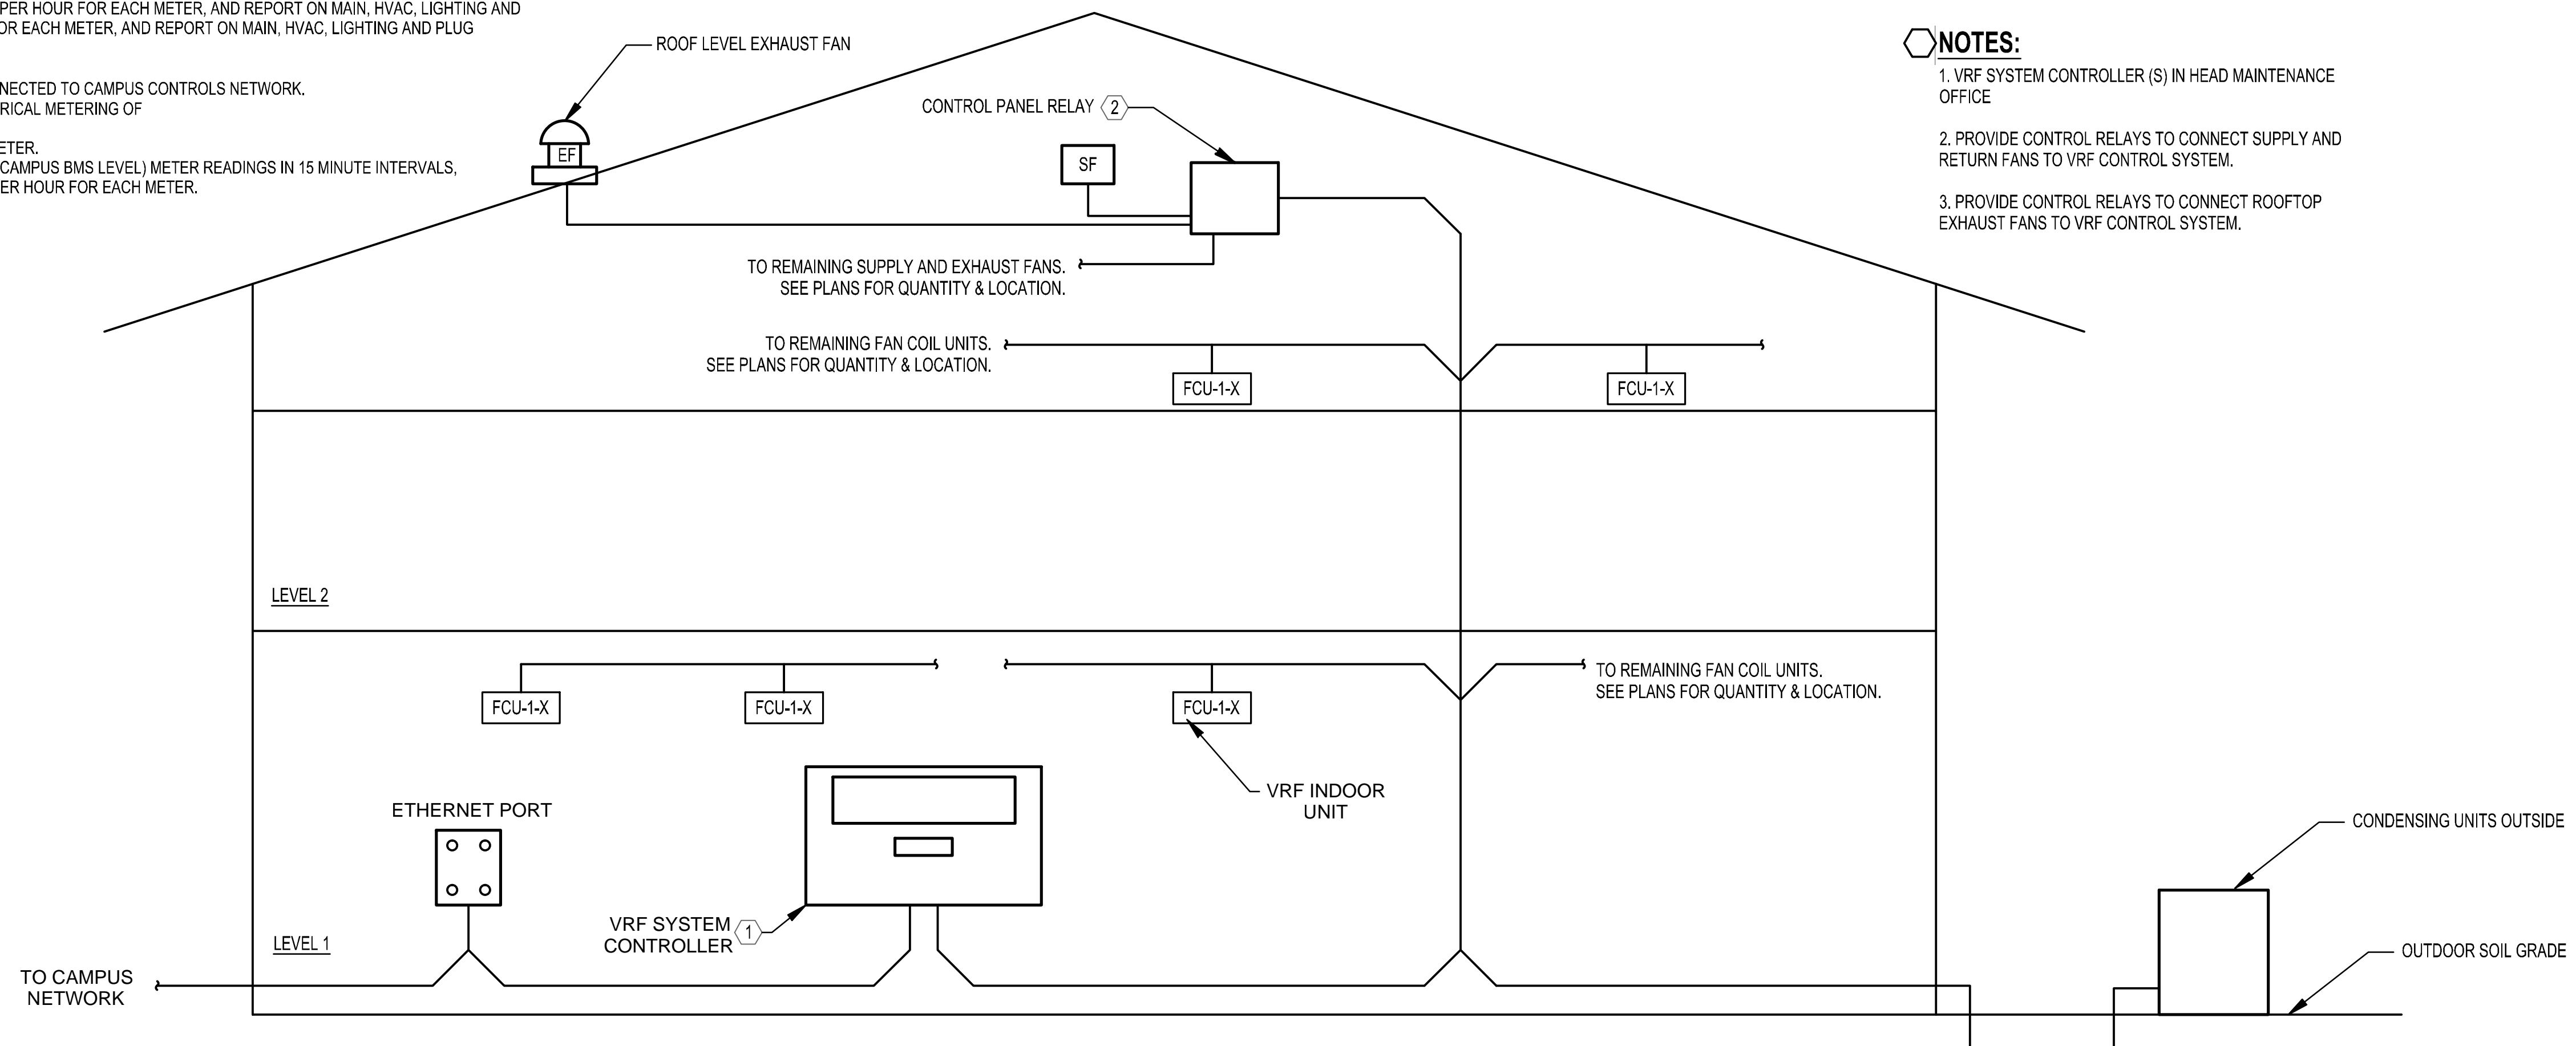 PER HOUR FOR EACH METER, AND REPORT ON MAIN, HVAC, LIGHTING AND
OR EACH METER, AND REPORT ON MAIN, HVAC, LIGHTING AND PLUG
NECTED TO CAMPUS CONTROLS NETWORK.
RICAL METERING OF
ETER.
CAMPUS BMS LEVEL) METER READINGS IN 15 MINUTE INTERVALS,
ER HOUR FOR EACH METER.
ROOF LEVEL EXHAUST FAN
EF
CONTROL PANEL RELAY 2
SF
NOTES:
1. VRF SYSTEM CONTROLLER (S) IN HEAD MAINTENANCE
OFFICE
2. PROVIDE CONTROL RELAYS TO CONNECT SUPPLY AND
RETURN FANS TO VRF CONTROL SYSTEM.
3. PROVIDE CONTROL RELAYS TO CONNECT ROOFTOP
EXHAUST FANS TO VRF CONTROL SYSTEM.
TO REMAINING SUPPLY AND EXHAUST FANS.
SEE PLANS FOR QUANTITY & LOCATION.
TO REMAINING FAN COIL UNITS.
SEE PLANS FOR QUANTITY & LOCATION.
FCU-1-X
FCU-1-X
LEVEL 2
TO REMAINING FAN COIL UNITS.
SEE PLANS FOR QUANTITY & LOCATION.
FCU-1-X
FCU-1-X
FCU-1-X
VRF INDOOR
UNIT
ETHERNET PORT
VRF SYSTEM
CONTROLLER
1
LEVEL 1
TO CAMPUS
NETWORK
CONDENSING UNITS OUTSIDE
OUTDOOR SOIL GRADE